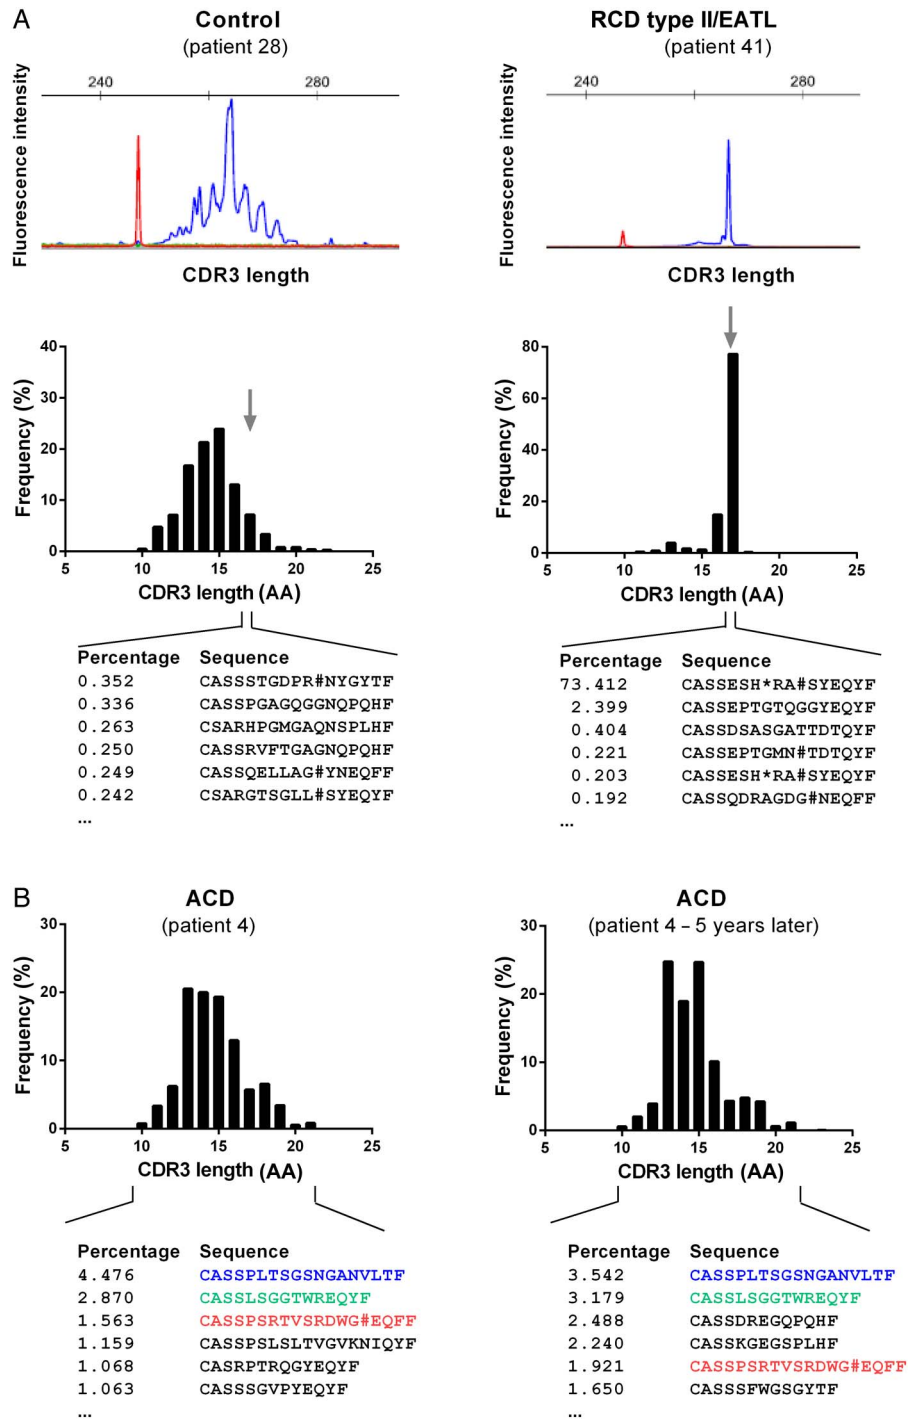 A
Control
(patient 28)
RCD type II/EATL
(patient 41)
Fluorescence intensity
240
280
CDR3 length
Fluorescence intensity
240
280
CDR3 length
Frequency (%)
40
30
20
10
0
5
10
15
20
25
CDR3 length (AA)
Percentage Sequence
0.352 CASSSTGDPR#NYGYTF
0.336 CASSPGAGQGGNQPQHF
0.263 CSARHPGMGAQNSPLHF
0.250 CASSRVFTGAGNQPQHF
0.249 CASSQELLAG#YNEQFF
0.242 CSARGTSGLL#SYEQYF
...
Frequency (%)
80
60
40
20
0
5
10
15
20
25
CDR3 length (AA)
Percentage Sequence
73.412 CASSESH*RA#SYEQYF
2.399 CASSEPTGTQGGYEQYF
0.404 CASSDSASGATTDTQYF
0.221 CASSEPTGMN#TDTQYF
0.203 CASSESH*RA#SYEQYF
0.192 CASSQDRAGDG#NEQFF
...
B
ACD
(patient 4)
Frequency (%)
30
20
10
0
5
10
15
20
25
CDR3 length (AA)
Percentage Sequence
4.476 CASSPLTSGSNGANVLTF
2.870 CASSLSGGTWREQYF
1.563 CASSPSRTVSRDWG#EQFF
1.159 CASSPSLSLTVGVKNIQYF
1.068 CASRPTRQGYEQYF
1.063 CASSSGVPYEQYF
...
ACD
(patient 4 – 5 years later)
Frequency (%)
30
20
10
0
5
10
15
20
25
CDR3 length (AA)
Percentage Sequence
3.542 CASSPLTSGSNGANVLTF
3.179 CASSLSGGTWREQYF
2.488 CASSDREGQPQHF
2.240 CASSKGEGSPLHF
1.921 CASSPSRTVSRDWG#EQFF
1.650 CASSSFWGSGYTF
...